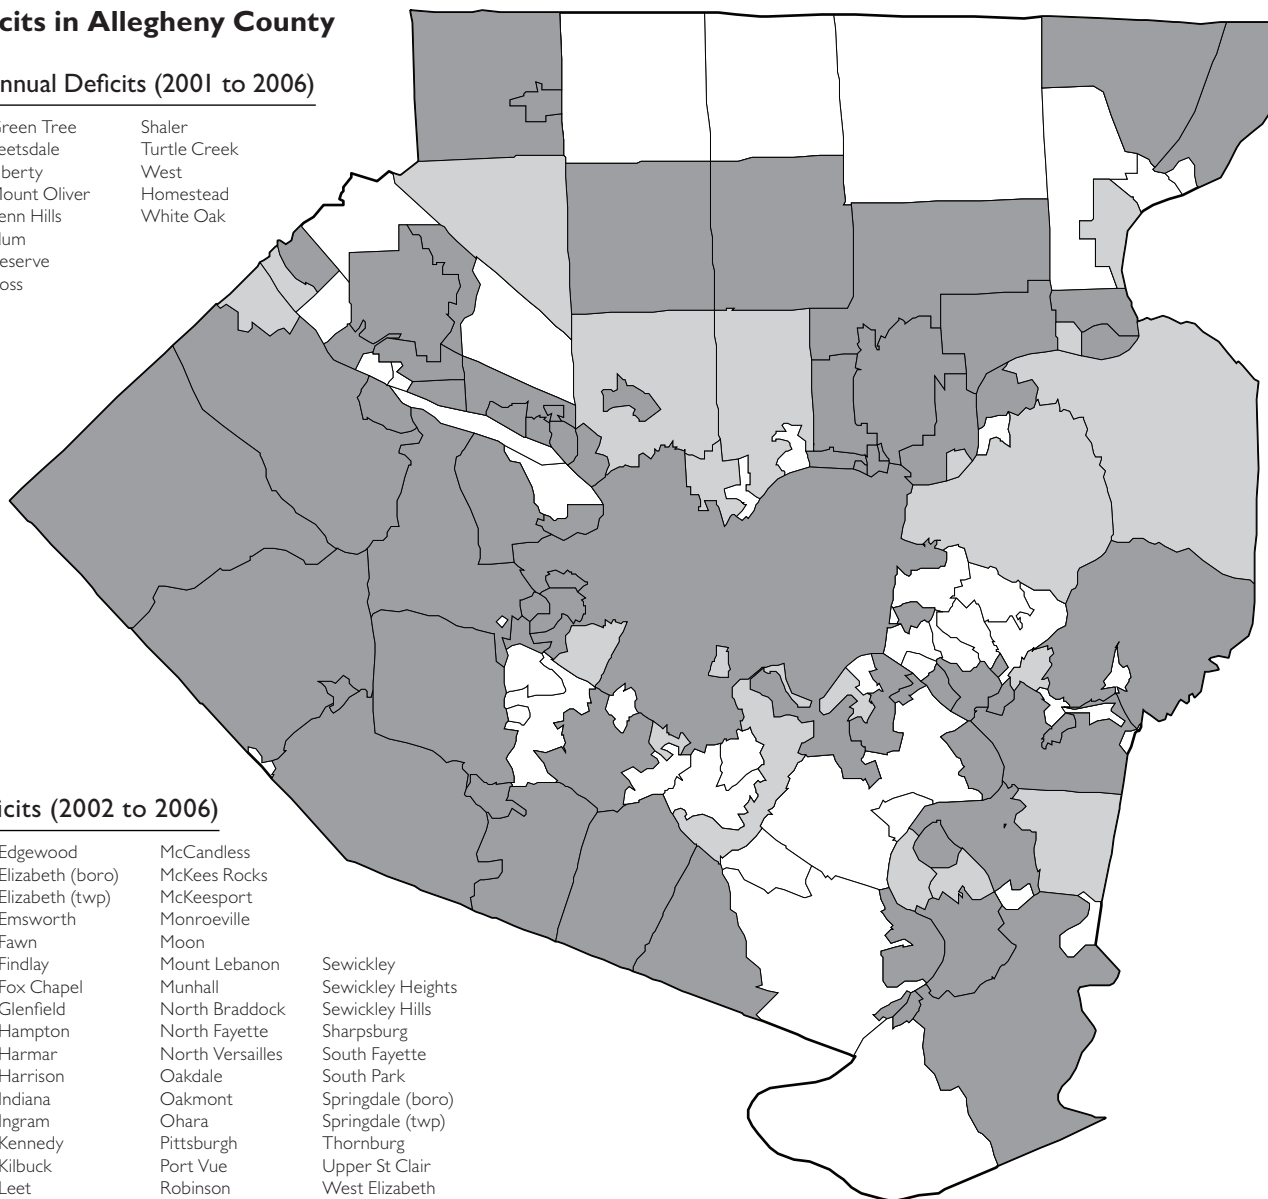 cits in Allegheny County
nnual Deficits (2001 to 2006)
Green Tree Shaler
eetsdale Turtle Creek
berty West
Mount Oliver Homestead
enn Hills White Oak
lum
eserve
oss
icits (2002 to 2006)
Edgewood McCandless
Elizabeth (boro) McKees Rocks
Elizabeth (twp) McKeesport
Emsworth Monroeville
Fawn Moon
Findlay Mount Lebanon Sewickley
Fox Chapel Munhall Sewickley Heights
Glenfield North Braddock Sewickley Hills
Hampton North Fayette Sharpsburg
Harmar North Versailles South Fayette
Harrison Oakdale South Park
Indiana Oakmont Springdale (boro)
Ingram Ohara Springdale (twp)
Kennedy Pittsburgh Thornburg
Kilbuck Port Vue Upper St Clair
Leet Robinson West Elizabeth